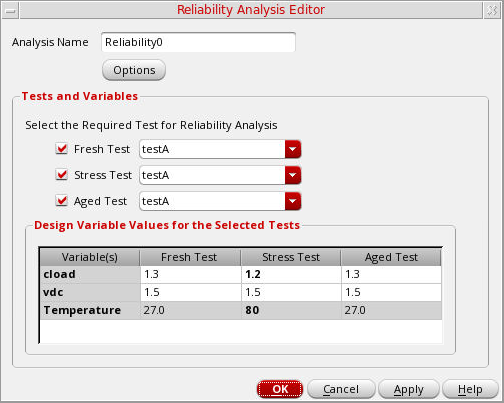 Reliability Analysis Editor
Analysis Name Reliability0
Options
Tests and Variables
Select the Required Test for Reliability Analysis
Fresh Test testA
Stress Test testA
Aged Test testA
Design Variable Values for the Selected Tests
Variable(s) Fresh Test Stress Test Aged Test
cload 1.3 1.2 1.3
vdc 1.5 1.5 1.5
Temperature 27.0 80 27.0
OK Cancel Apply Help